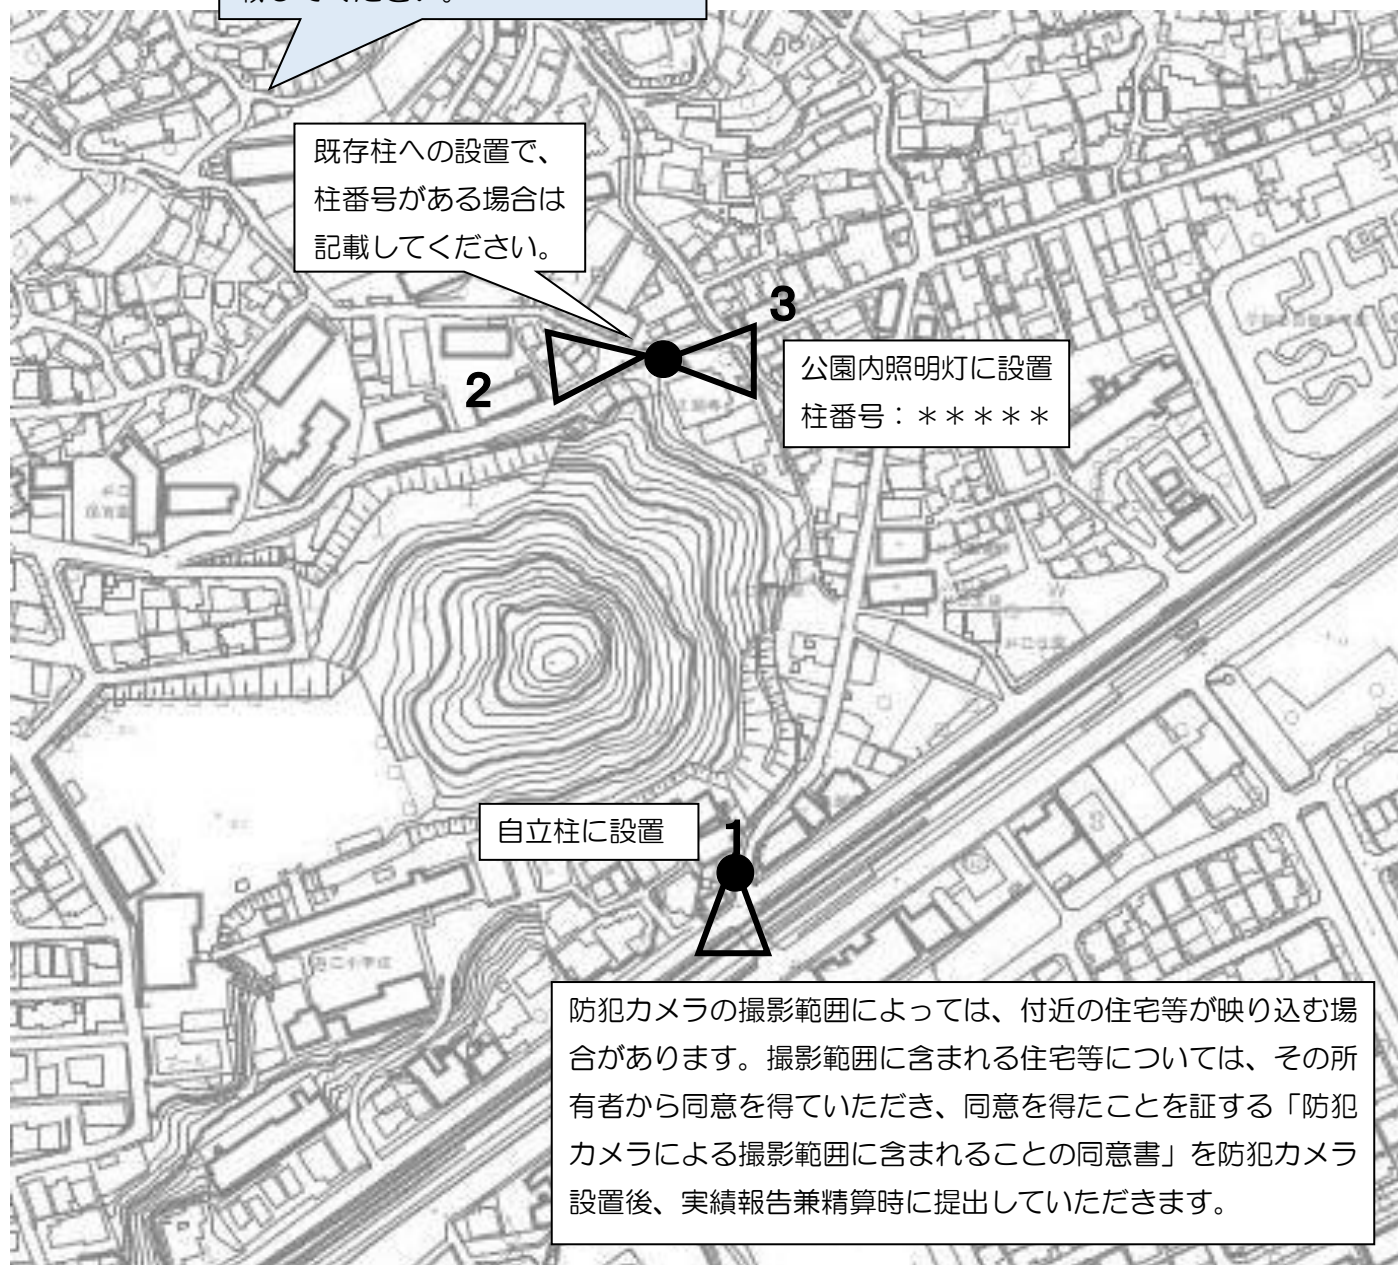 載してください。
既存柱への設置で、
柱番号がある場合は
記載してください。
3
2
公園内照明灯に設置
柱番号：＊＊＊＊＊
自立柱に設置
1
防犯カメラの撮影範囲によっては、付近の住宅等が映り込む場
合があります。撮影範囲に含まれる住宅等については、その所
有者から同意を得ていただき、同意を得たことを証する「防犯
カメラによる撮影範囲に含まれることの同意書」を防犯カメラ
設置後、実績報告兼精算時に提出していただきます。